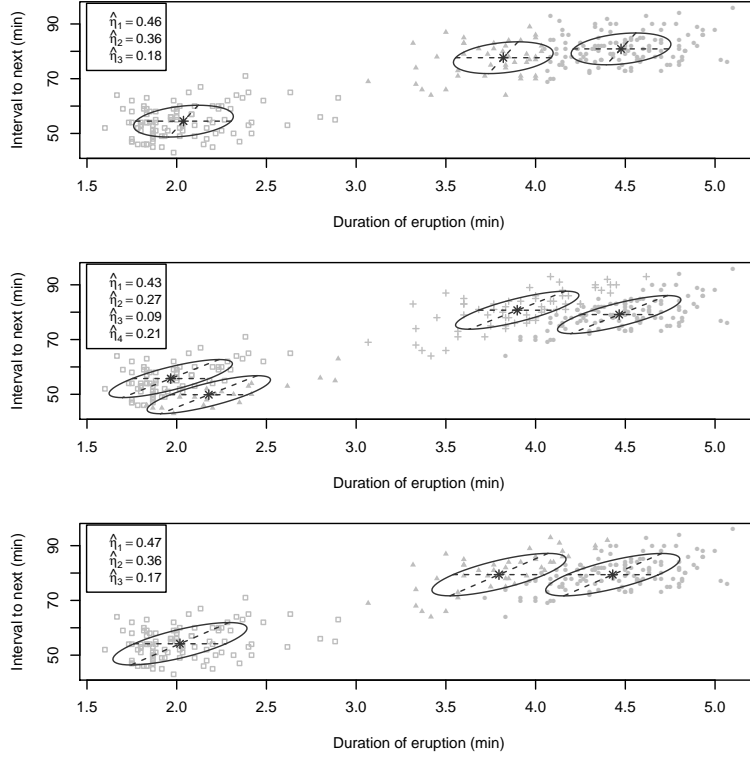 η̂1 = 0.46
η̂2 = 0.36
η̂3 = 0.18
Interval to next (min)
90
70
50
1.5 2.0 2.5 3.0 3.5 4.0 4.5 5.0
Duration of eruption (min)
η̂1 = 0.43
η̂2 = 0.27
η̂3 = 0.09
η̂4 = 0.21
Interval to next (min)
90
70
50
1.5 2.0 2.5 3.0 3.5 4.0 4.5 5.0
Duration of eruption (min)
η̂1 = 0.47
η̂2 = 0.36
η̂3 = 0.17
Interval to next (min)
90
70
50
1.5 2.0 2.5 3.0 3.5 4.0 4.5 5.0
Duration of eruption (min)